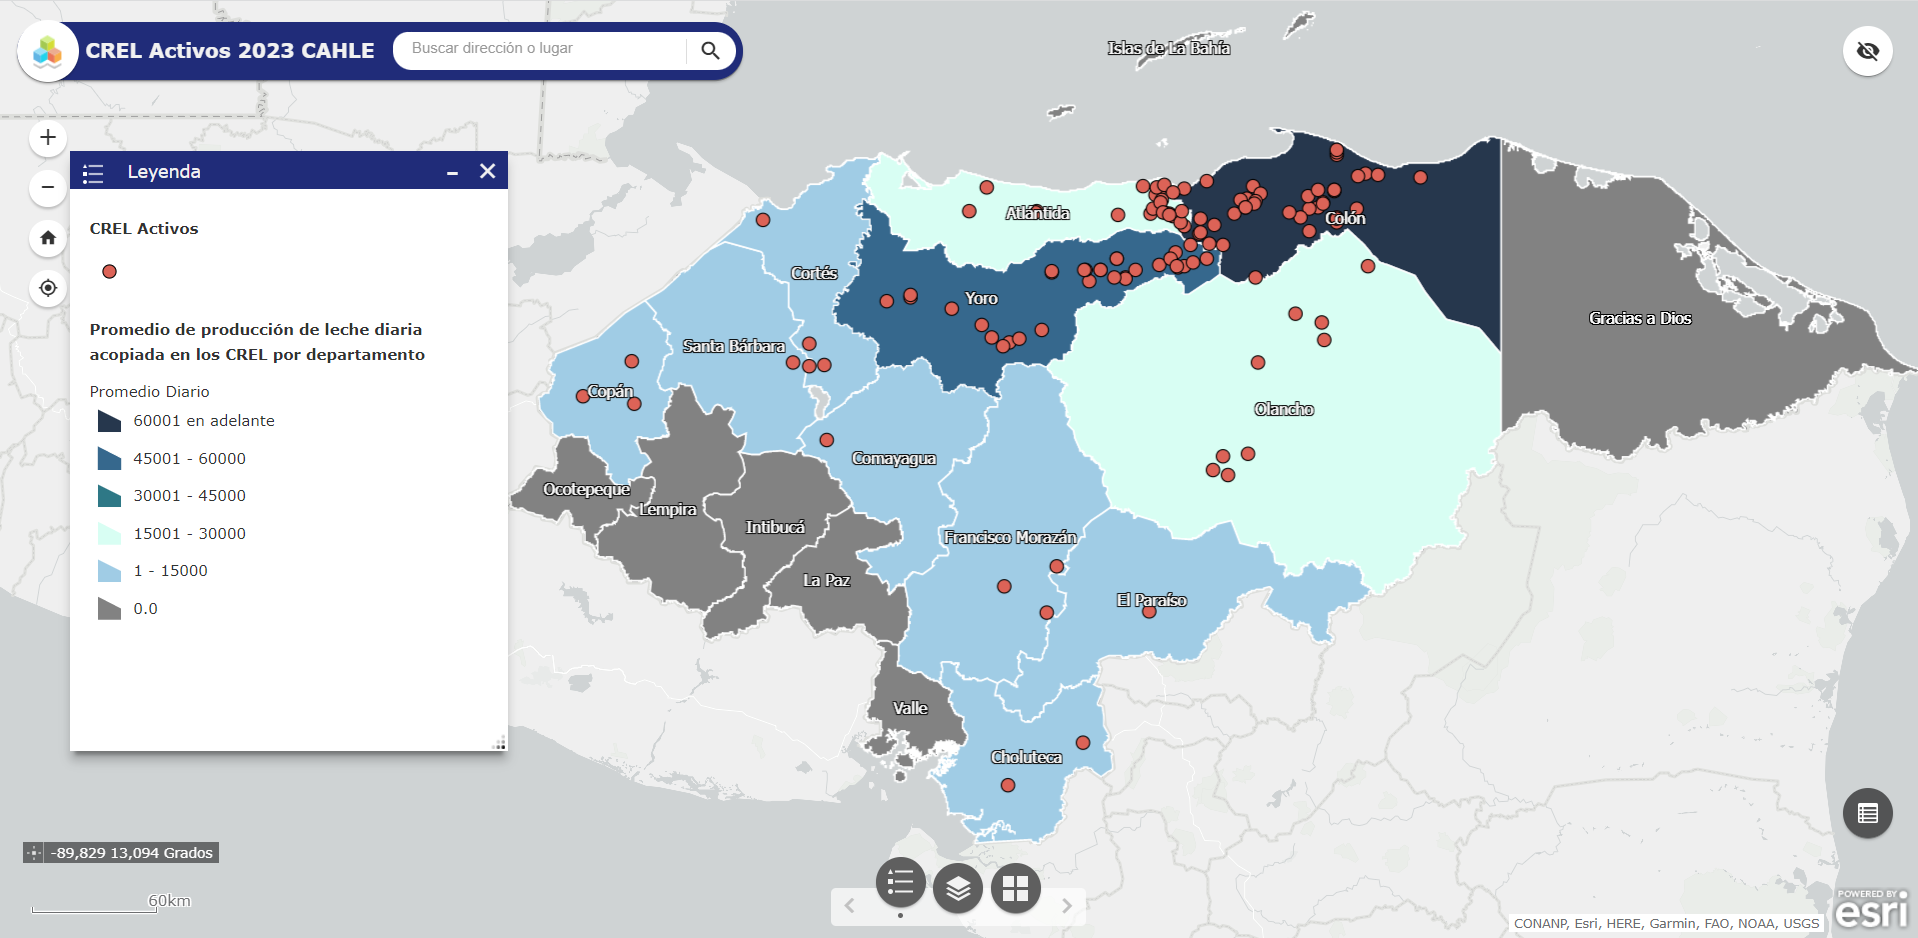 CREL Activos 2023 CAHLE
Buscar dirección o lugar
Islas de La Bahía
Leyenda
CREL Activos
Promedio de producción de leche diaria
acopiada en los CREL por departamento
Promedio Diario
60001 en adelante
45001 - 60000
30001 - 45000
15001 - 30000
1 - 15000
0.0
Atlántida
Colón
Cortés
Yoro
Gracias a Dios
Santa Bárbara
Copán
Olancho
Comayagua
Ocotepeque
Lempira
Intibucá
Francisco Morazán
La Paz
El Paraíso
Valle
Choluteca
-89,829 13,094 Grados
60km
POWERED BY
esri
CONANP, Esri, HERE, Garmin, FAO, NOAA, USGS